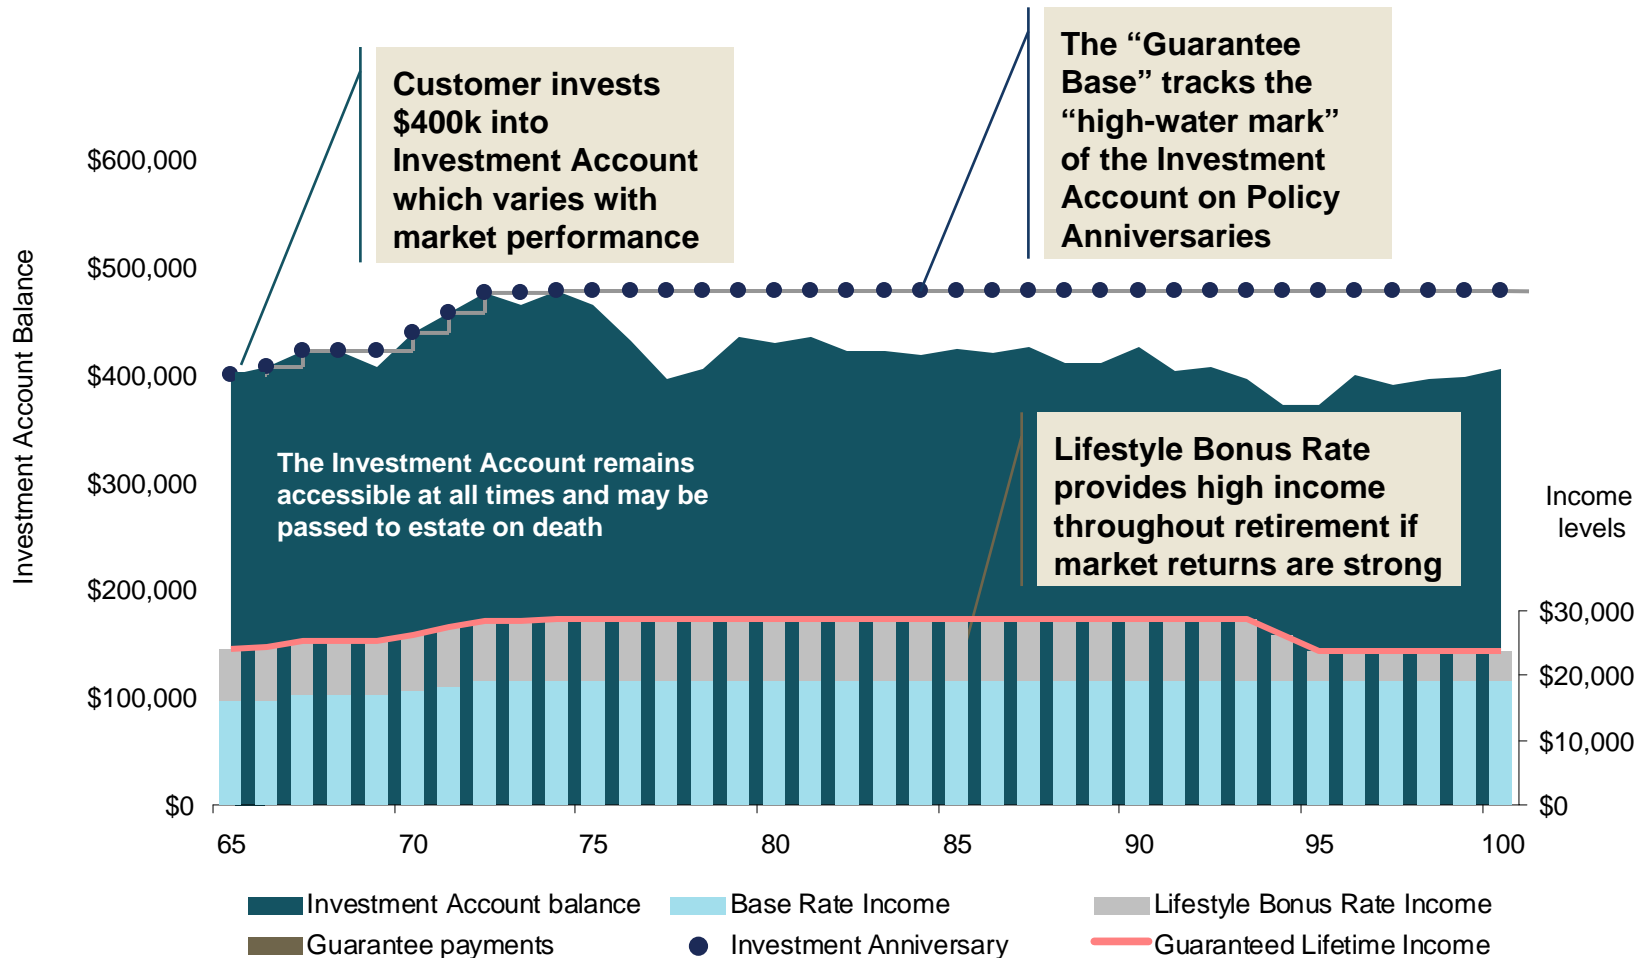 Customer invests
$400k into
Investment Account
which varies with
market performance
The “Guarantee
Base” tracks the
“high-water mark”
of the Investment
Account on Policy
Anniversaries
Investment Account Balance
$600,000
$500,000
$400,000
$300,000
$200,000
$100,000
$0
The Investment Account remains
accessible at all times and may be
passed to estate on death
Lifestyle Bonus Rate
provides high income
throughout retirement if
market returns are strong
Income
levels
$30,000
$20,000
$10,000
$0
65 70 75 80 85 90 95 100
Investment Account balance Base Rate Income Lifestyle Bonus Rate Income
Guarantee payments Investment Anniversary Guaranteed Lifetime Income